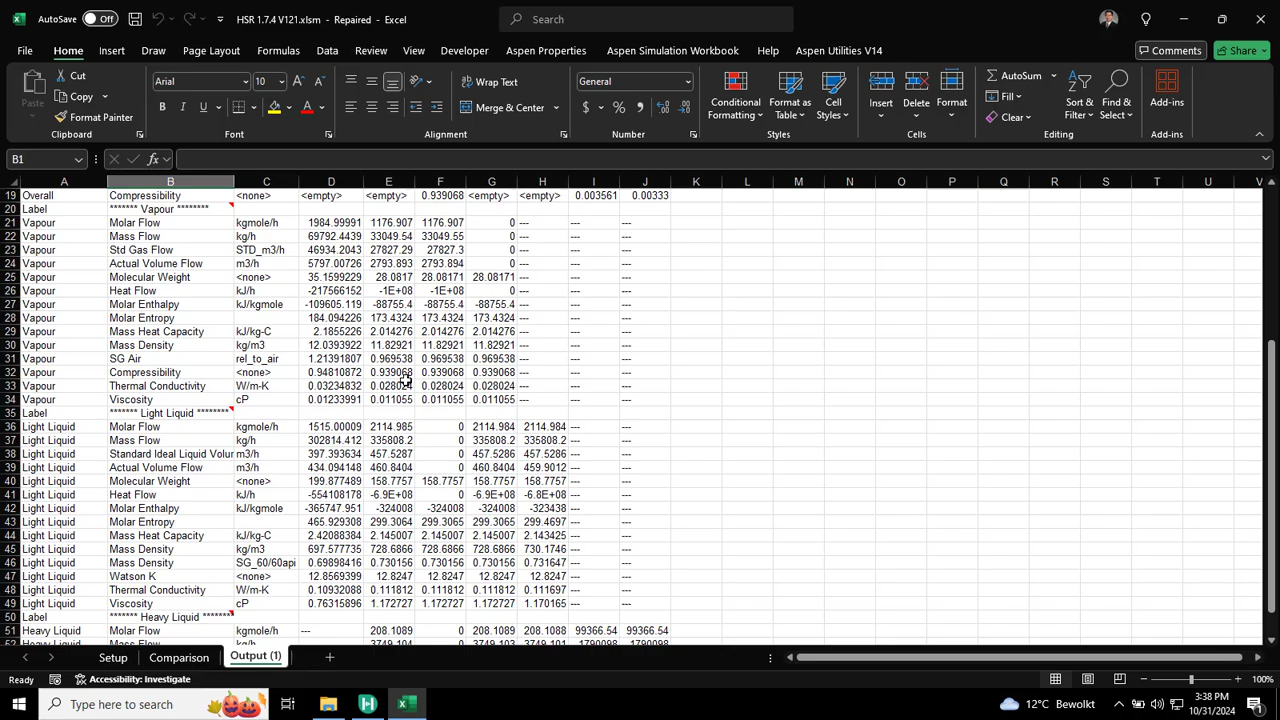 AutoSave Off HSR 1.7.4 V121.xlsm - Repaired - Excel Search
File Home Insert Draw Page Layout Formulas Data Review View Developer Aspen Properties Aspen Simulation Workbook Help Aspen Utilities V14 Comments Share
Paste Cut Copy Format Painter Clipboard
Arial 10 Font
Wrap Text Merge & Center Alignment
General Number
Conditional Formatting Format as Table Cell Styles Styles
Insert Delete Format Cells
AutoSum Fill Clear Sort & Filter Find & Select Editing
Add-ins Add-ins
B1 fx
A B C D E F G H I J K L M N O P Q R S T U V
19 Overall Compressibility <none> <empty> <empty> 0.939068 <empty> <empty> 0.003561 0.00333
20 Label ******* Vapour ********
21 Vapour Molar Flow kgmole/h 1984.99991 1176.907 1176.907 0 --- --- ---
22 Vapour Mass Flow kg/h 69792.4439 33049.54 33049.55 0 --- --- ---
23 Vapour Std Gas Flow STD_m3/h 46934.2043 27827.29 27827.3 0 --- --- ---
24 Vapour Actual Volume Flow m3/h 5797.00726 2793.893 2793.894 0 --- --- ---
25 Vapour Molecular Weight <none> 35.1599229 28.0817 28.08171 28.08171 --- --- ---
26 Vapour Heat Flow kJ/h -217566152 -1E+08 -1E+08 0 --- --- ---
27 Vapour Molar Enthalpy kJ/kgmole -109605.119 -88755.4 -88755.4 -88755.4 --- --- ---
28 Vapour Molar Entropy 184.094226 173.4324 173.4324 173.4324 --- --- ---
29 Vapour Mass Heat Capacity kJ/kg-C 2.1855226 2.014276 2.014276 2.014276 --- --- ---
30 Vapour Mass Density kg/m3 12.0393922 11.82921 11.82921 11.82921 --- --- ---
31 Vapour SG Air rel_to_air 1.21391807 0.969538 0.969538 0.969538 --- --- ---
32 Vapour Compressibility <none> 0.94810872 0.939068 0.939068 0.939068 --- --- ---
33 Vapour Thermal Conductivity W/m-K 0.03234832 0.028024 0.028024 0.028024 --- --- ---
34 Vapour Viscosity cP 0.01233991 0.011055 0.011055 0.011055 --- --- ---
35 Label ******* Light Liquid ********
36 Light Liquid Molar Flow kgmole/h 1515.00009 2114.985 0 2114.984 2114.984 --- ---
37 Light Liquid Mass Flow kg/h 302814.412 335808.2 0 335808.2 335808.2 --- ---
38 Light Liquid Standard Ideal Liquid Volur m3/h 397.393634 457.5287 0 457.5286 457.5286 --- ---
39 Light Liquid Actual Volume Flow m3/h 434.094148 460.8404 0 460.8404 459.9012 --- ---
40 Light Liquid Molecular Weight <none> 199.877489 158.7757 158.7757 158.7757 158.7757 --- ---
41 Light Liquid Heat Flow kJ/h -554108178 -6.9E+08 0 -6.9E+08 -6.8E+08 --- ---
42 Light Liquid Molar Enthalpy kJ/kgmole -365747.951 -324008 -324008 -324008 -323438 --- ---
43 Light Liquid Molar Entropy 465.929308 299.3064 299.3065 299.3065 299.4697 --- ---
44 Light Liquid Mass Heat Capacity kJ/kg-C 2.42088384 2.145007 2.145007 2.145007 2.143425 --- ---
45 Light Liquid Mass Density kg/m3 697.577735 728.6866 728.6866 728.6866 730.1746 --- ---
46 Light Liquid Mass Density SG_60/60api 0.69898416 0.730156 0.730156 0.730156 0.731647 --- ---
47 Light Liquid Watson K <none> 12.8569399 12.8247 12.8247 12.8247 12.8247 --- ---
48 Light Liquid Thermal Conductivity W/m-K 0.10932088 0.111812 0.111812 0.111812 0.111697 --- ---
49 Light Liquid Viscosity cP 0.76315896 1.172727 1.172727 1.172727 1.170165 --- ---
50 Label ******* Heavy Liquid *******
51 Heavy Liquid Molar Flow kgmole/h --- 208.1089 0 208.1089 208.1088 99366.54 99366.54
52 Heavy Liquid Mass Flow kg/h --- 3749.104 0 3749.103 3749.102 1790098 1790098
Setup Comparison Output (1)
Ready Accessibility: Investigate 100%
Type here to search 12°C Bewolkt 3:38 PM
10/31/2024